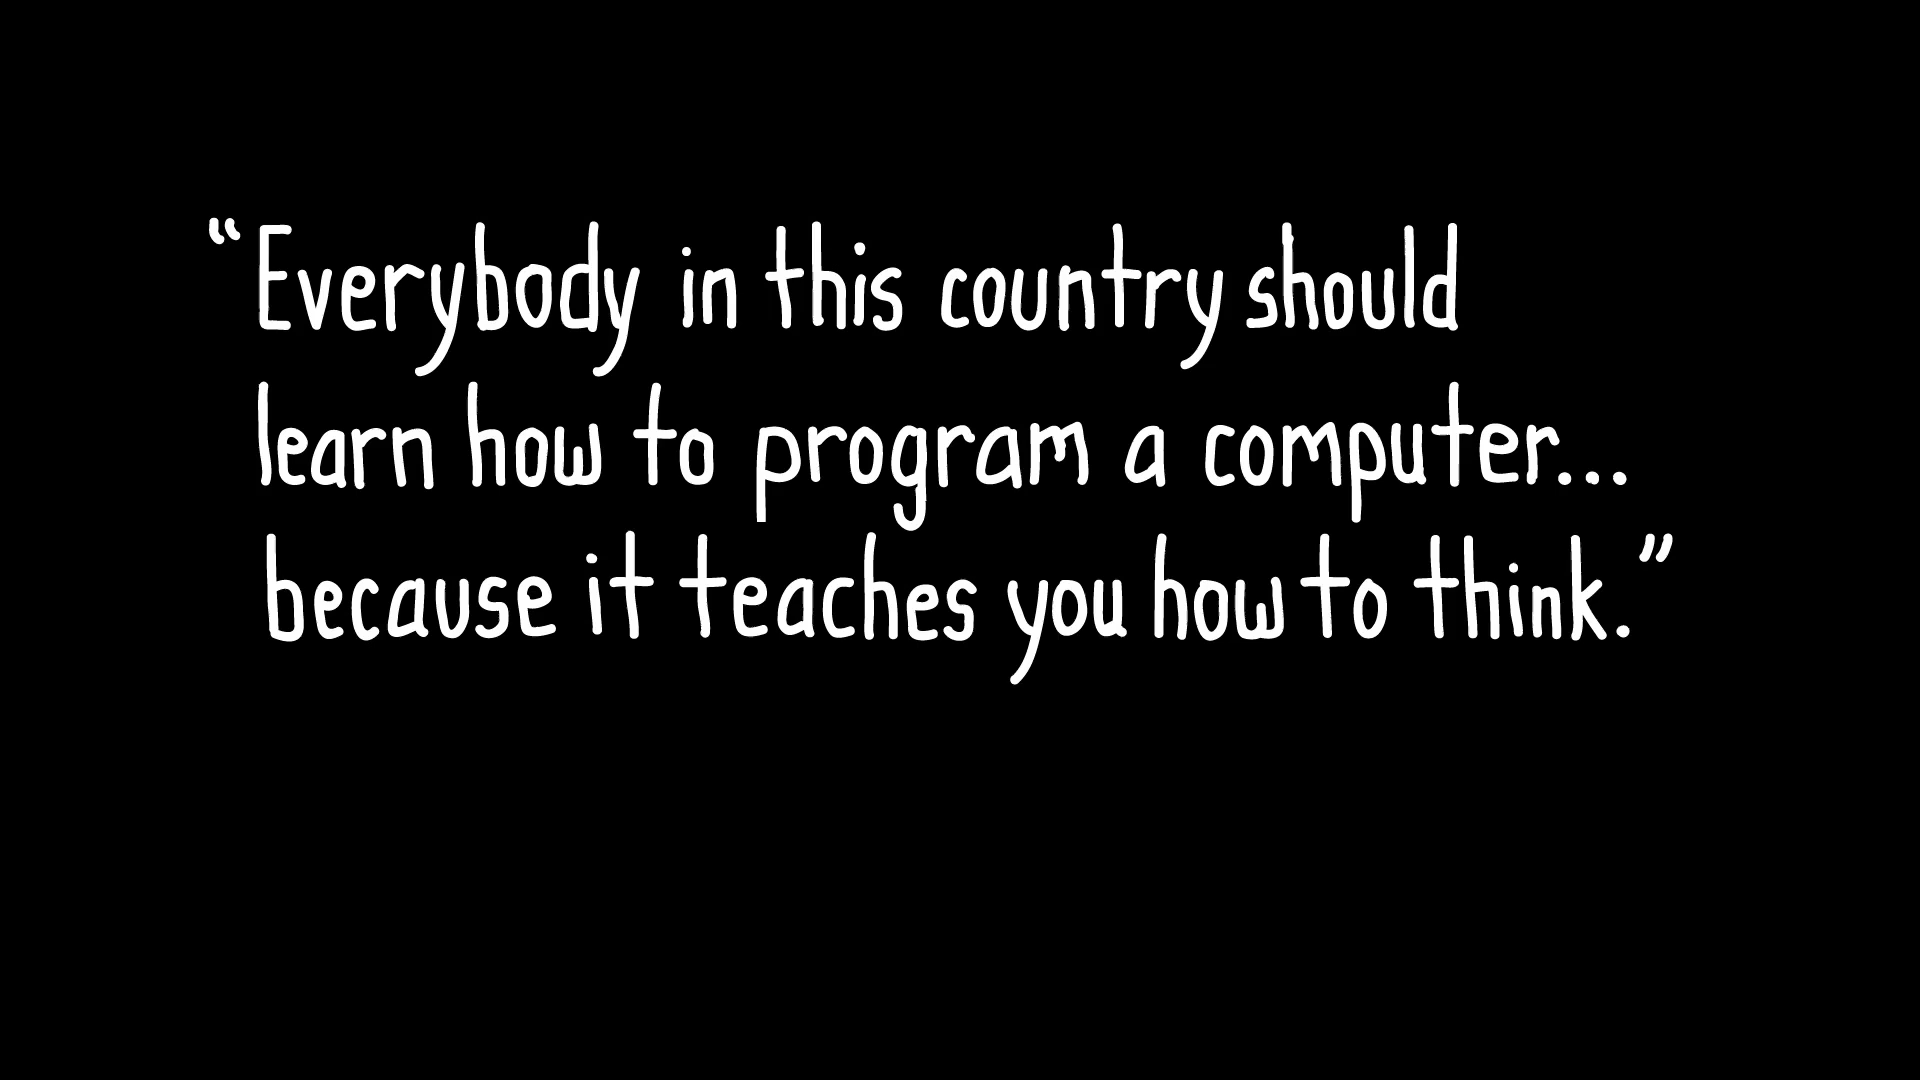 “Everybody in this country should
learn how to program a computer...
because it teaches you how to think.”